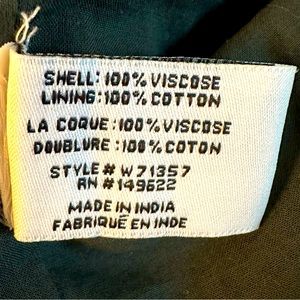 SHELL: 100% VISCOSE
LINING: 100% COTTON
LA COQUE: 100% VISCOSE
DOUBLURE: 100% COTON
STYLE# W71357
RN #149622
MADE IN INDIA
FABRIQUÉ EN INDE